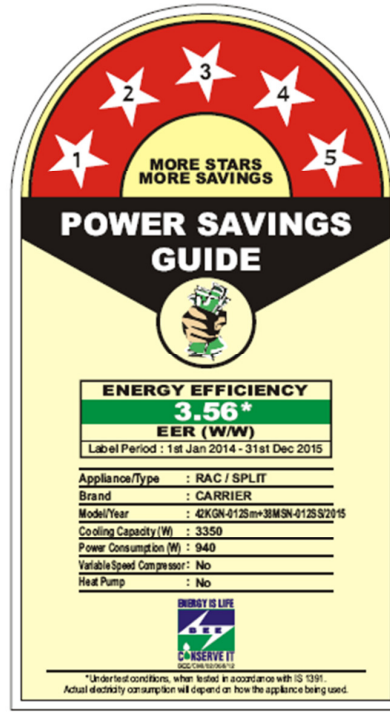 1 2 3 4 5
MORE STARS
MORE SAVINGS
POWER SAVINGS
GUIDE
ENERGY EFFICIENCY
3.56*
EER (W/W)
Label Period : 1st Jan 2014 - 31st Dec 2015
Appliance/Type : RAC / SPLIT
Brand : CARRIER
Model/Year : 42KGN-012Sm+38MSN-012SS/2015
Cooling Capacity (W) : 3350
Power Consumption (W) : 940
Variable Speed Compressor : No
Heat Pump : No
ENERGY IS LIFE
BEE
CONSERVE IT
*Under test conditions, when tested in accordance with IS 1391.
Actual electricity consumption will depend on how the appliance being used.